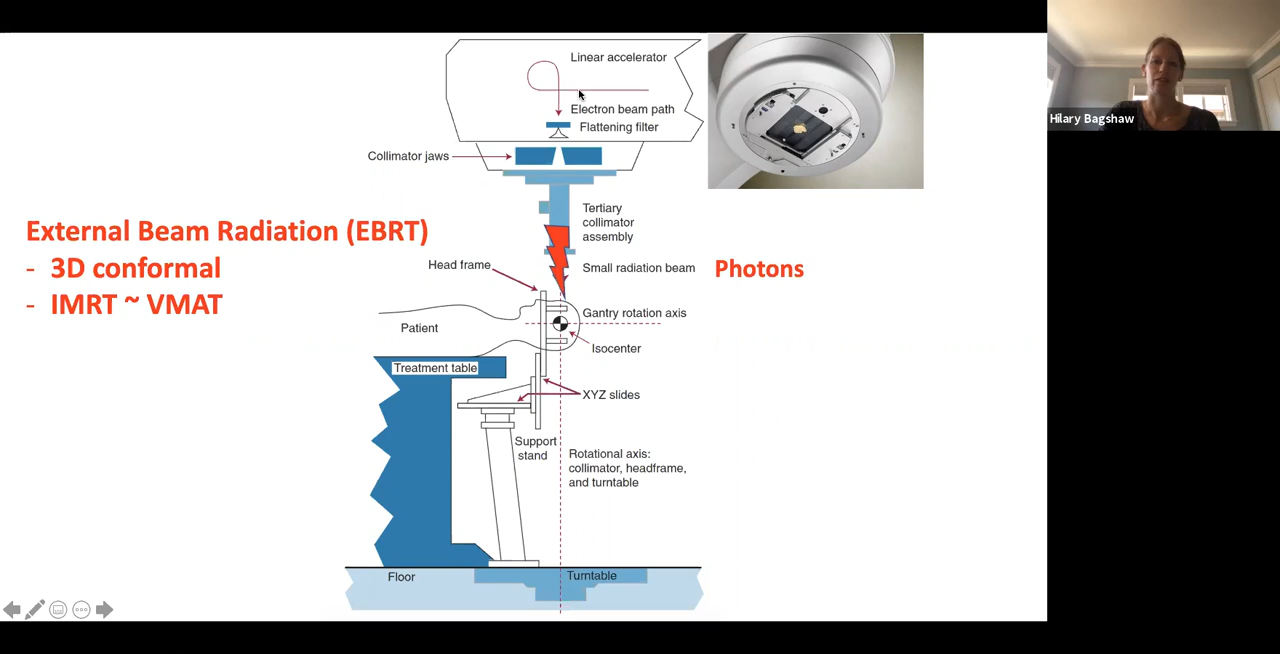 Linear accelerator
Electron beam path
Flattening filter
Collimator jaws
Tertiary
collimator
assembly
External Beam Radiation (EBRT)
- 3D conformal
- IMRT ~ VMAT
Head frame
Small radiation beam
Photons
Gantry rotation axis
Patient
Isocenter
Treatment table
XYZ slides
Support
stand
Rotational axis:
collimator, headframe,
and turntable
Floor
Turntable
Hilary Bagshaw